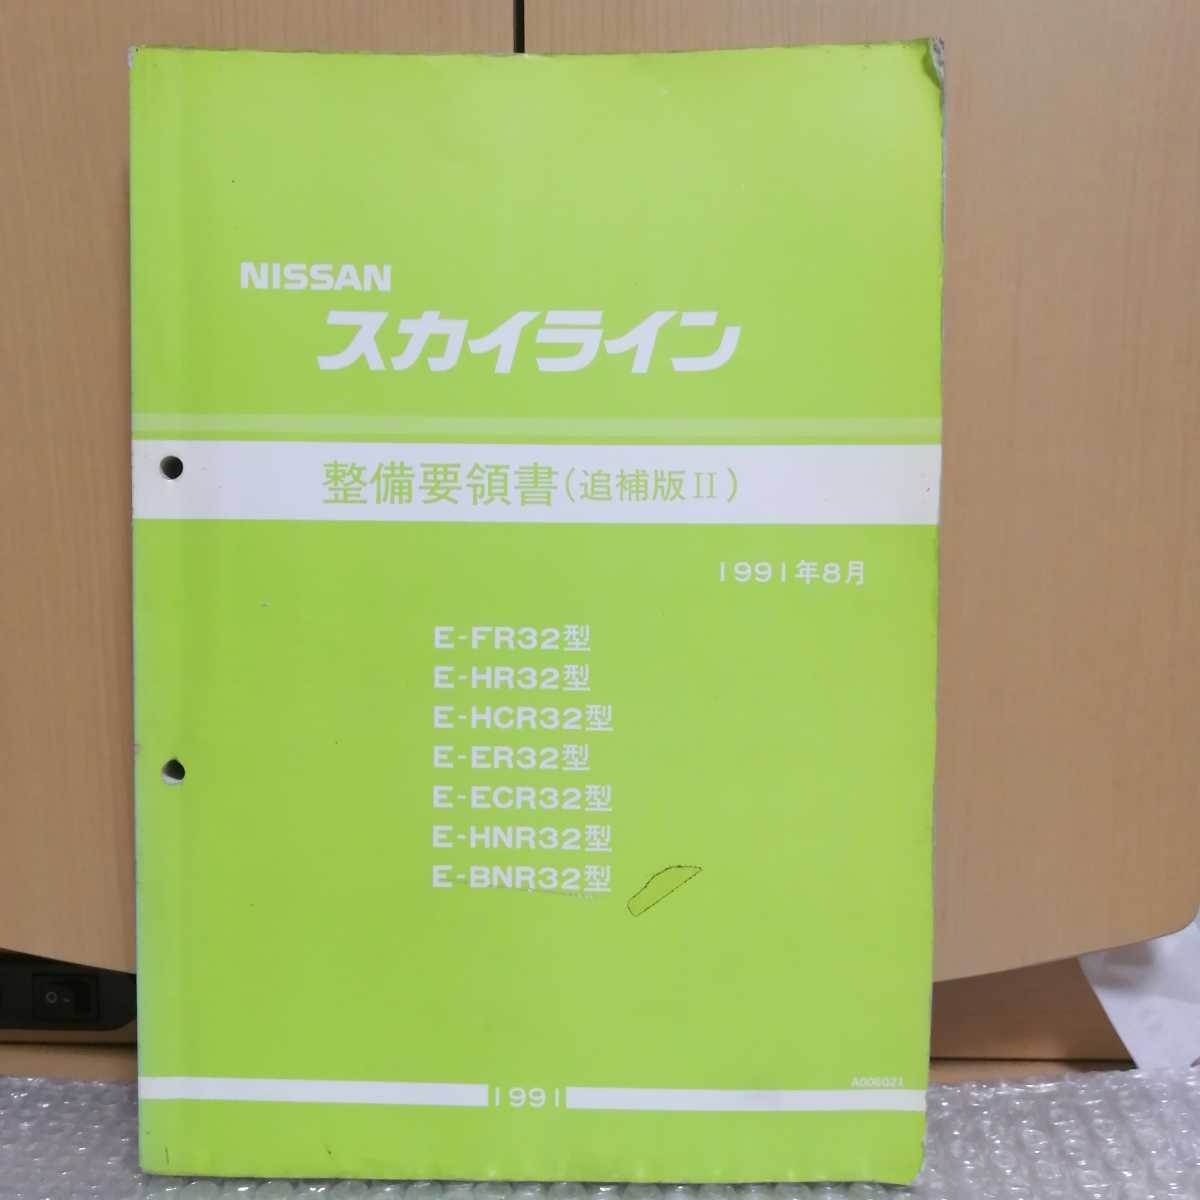 NISSAN
スカイライン
整備要領書(追補版II)
1991年8月
E-FR32型
E-HR32型
E-HCR32型
E-ER32型
E-ECR32型
E-HNR32型
E-BNR32型
A006021
1991